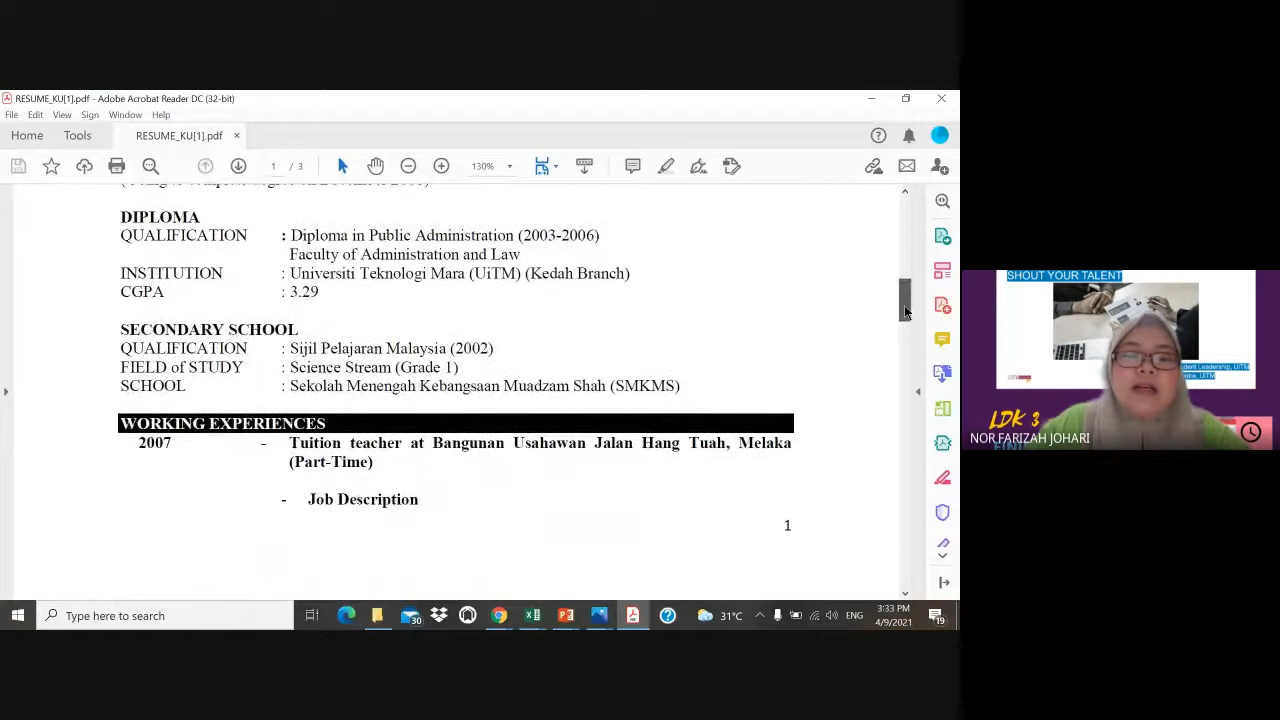 RESUME_KU[1].pdf - Adobe Acrobat Reader DC (32-bit)
File Edit View Sign Window Help
Home Tools RESUME_KU[1].pdf ×
1 / 3 130%
DIPLOMA
QUALIFICATION : Diploma in Public Administration (2003-2006)
Faculty of Administration and Law
INSTITUTION : Universiti Teknologi Mara (UiTM) (Kedah Branch)
CGPA : 3.29
SECONDARY SCHOOL
QUALIFICATION : Sijil Pelajaran Malaysia (2002)
FIELD of STUDY : Science Stream (Grade 1)
SCHOOL : Sekolah Menengah Kebangsaan Muadzam Shah (SMKMS)
WORKING EXPERIENCES
2007 - Tuition teacher at Bangunan Usahawan Jalan Hang Tuah, Melaka
(Part-Time)
- Job Description
1
Type here to search
30
31°C
ENG
3:33 PM
4/9/2021
19
SHOUT YOUR TALENT
Leadership, UiTM
UiTM
LDK 3
NOR FARIZAH JOHARI